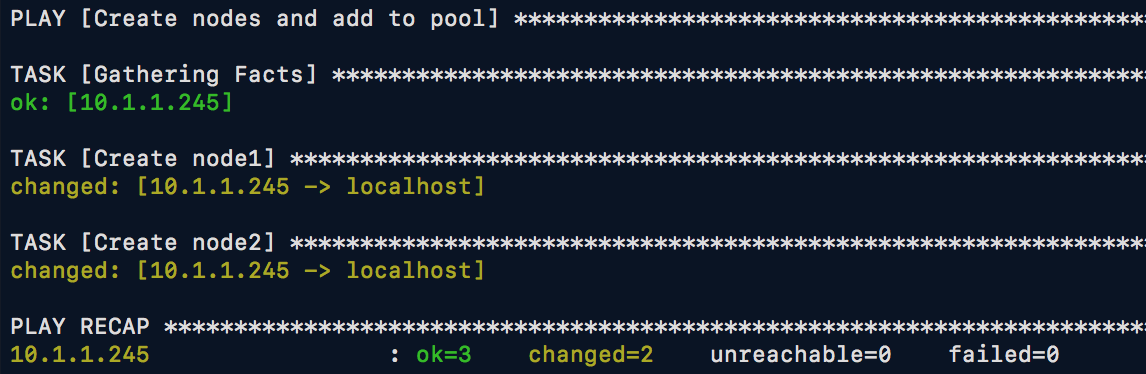 PLAY [Create nodes and add to pool] *********************************************
TASK [Gathering Facts] **********************************************************
ok: [10.1.1.245]
TASK [Create node1] *************************************************************
changed: [10.1.1.245 -> localhost]
TASK [Create node2] *************************************************************
changed: [10.1.1.245 -> localhost]
PLAY RECAP **********************************************************************
10.1.1.245                 : ok=3    changed=2    unreachable=0    failed=0